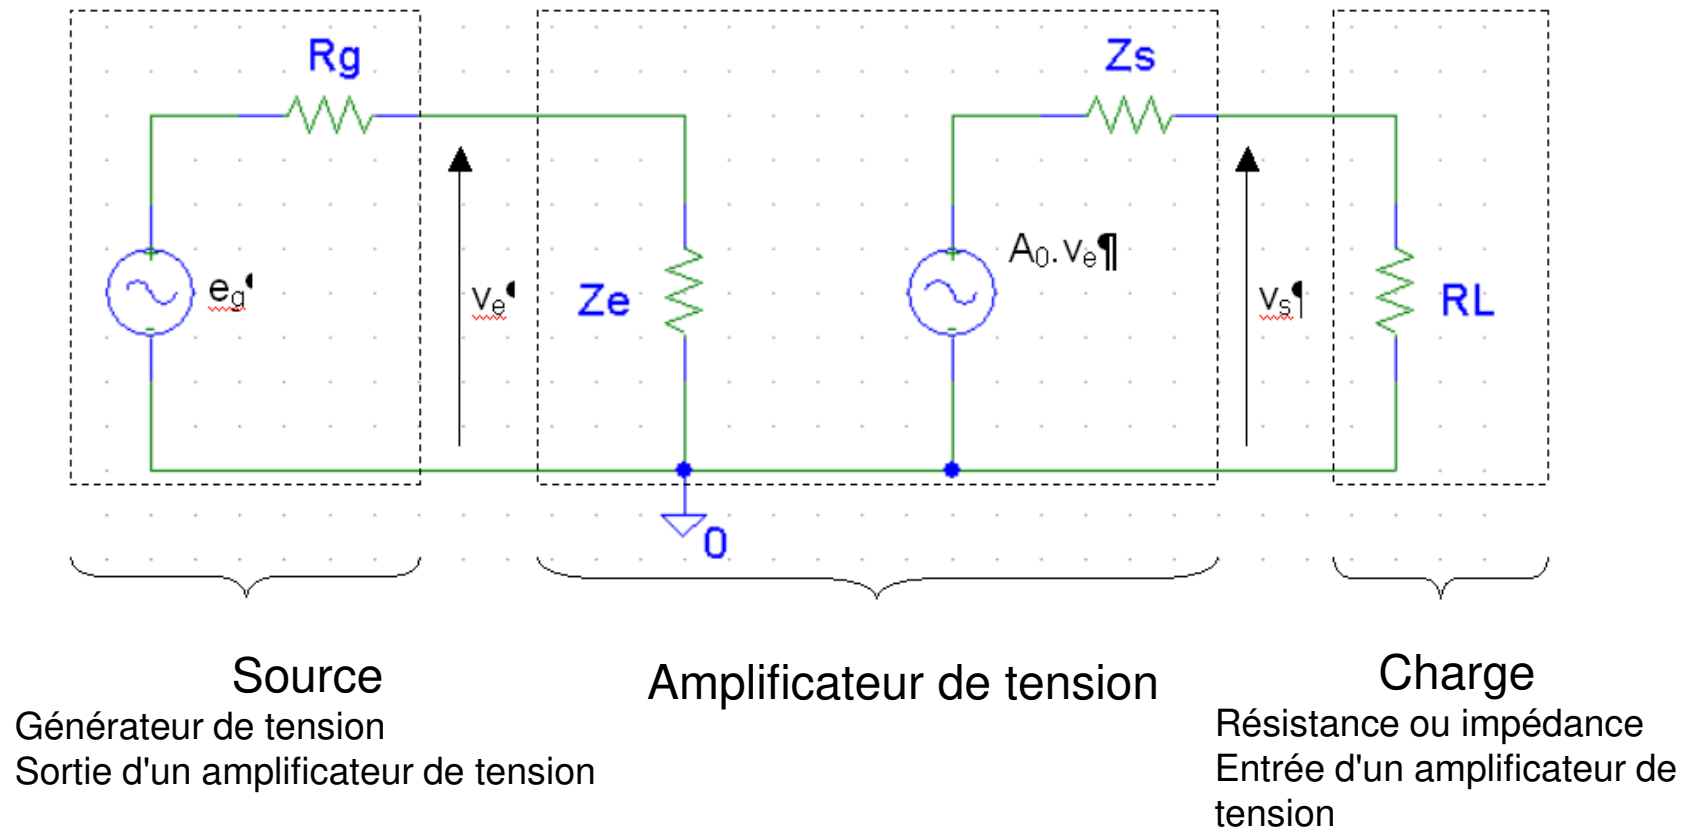 Rg
Zs
eg
ve
Ze
A0.ve¶
vs¶
RL
0
Source
Générateur de tension
Sortie d'un amplificateur de tension
Amplificateur de tension
Charge
Résistance ou impédance
Entrée d'un amplificateur de
tension